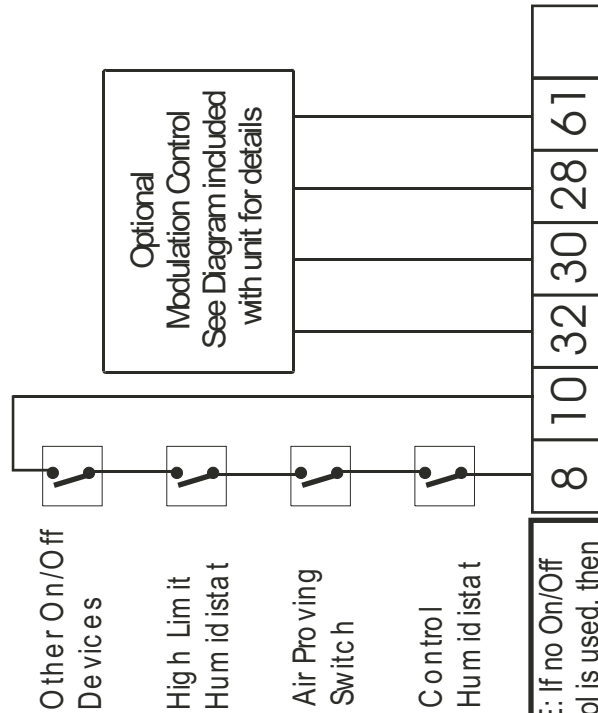 Optional
Modulation Control
See Diagram included
with unit for details
Other On/Off
Devices
High Limit
Humidistat
Air Proving
Switch
Control
Humidistat
8 10 32 30 28 61
: If no On/Off
is used, then